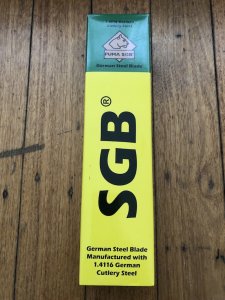 PUMA SGB
German Steel Blade
SGB®
German Steel Blade
Manufactured with
1.4116 German
Cutlery Steel